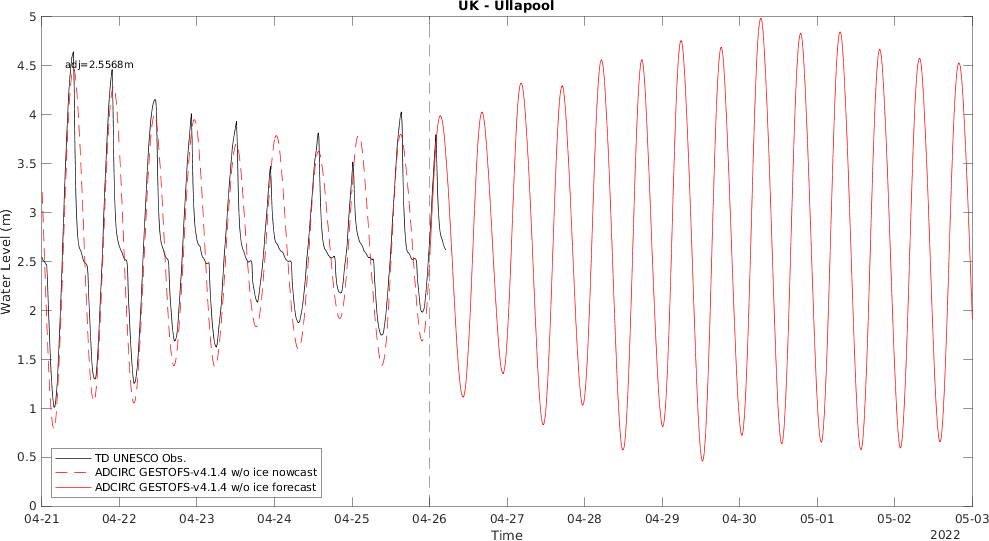 UK - Ullapool
adj=2.5568m
5
4.5
4
3.5
3
2.5
2
1.5
1
0.5
0
Water Level (m)
TD UNESCO Obs.
ADCIRC GESTOFS-v4.1.4 w/o ice nowcast
ADCIRC GESTOFS-v4.1.4 w/o ice forecast
04-21 04-22 04-23 04-24 04-25 04-26 04-27 04-28 04-29 04-30 05-01 05-02 05-03
Time
2022